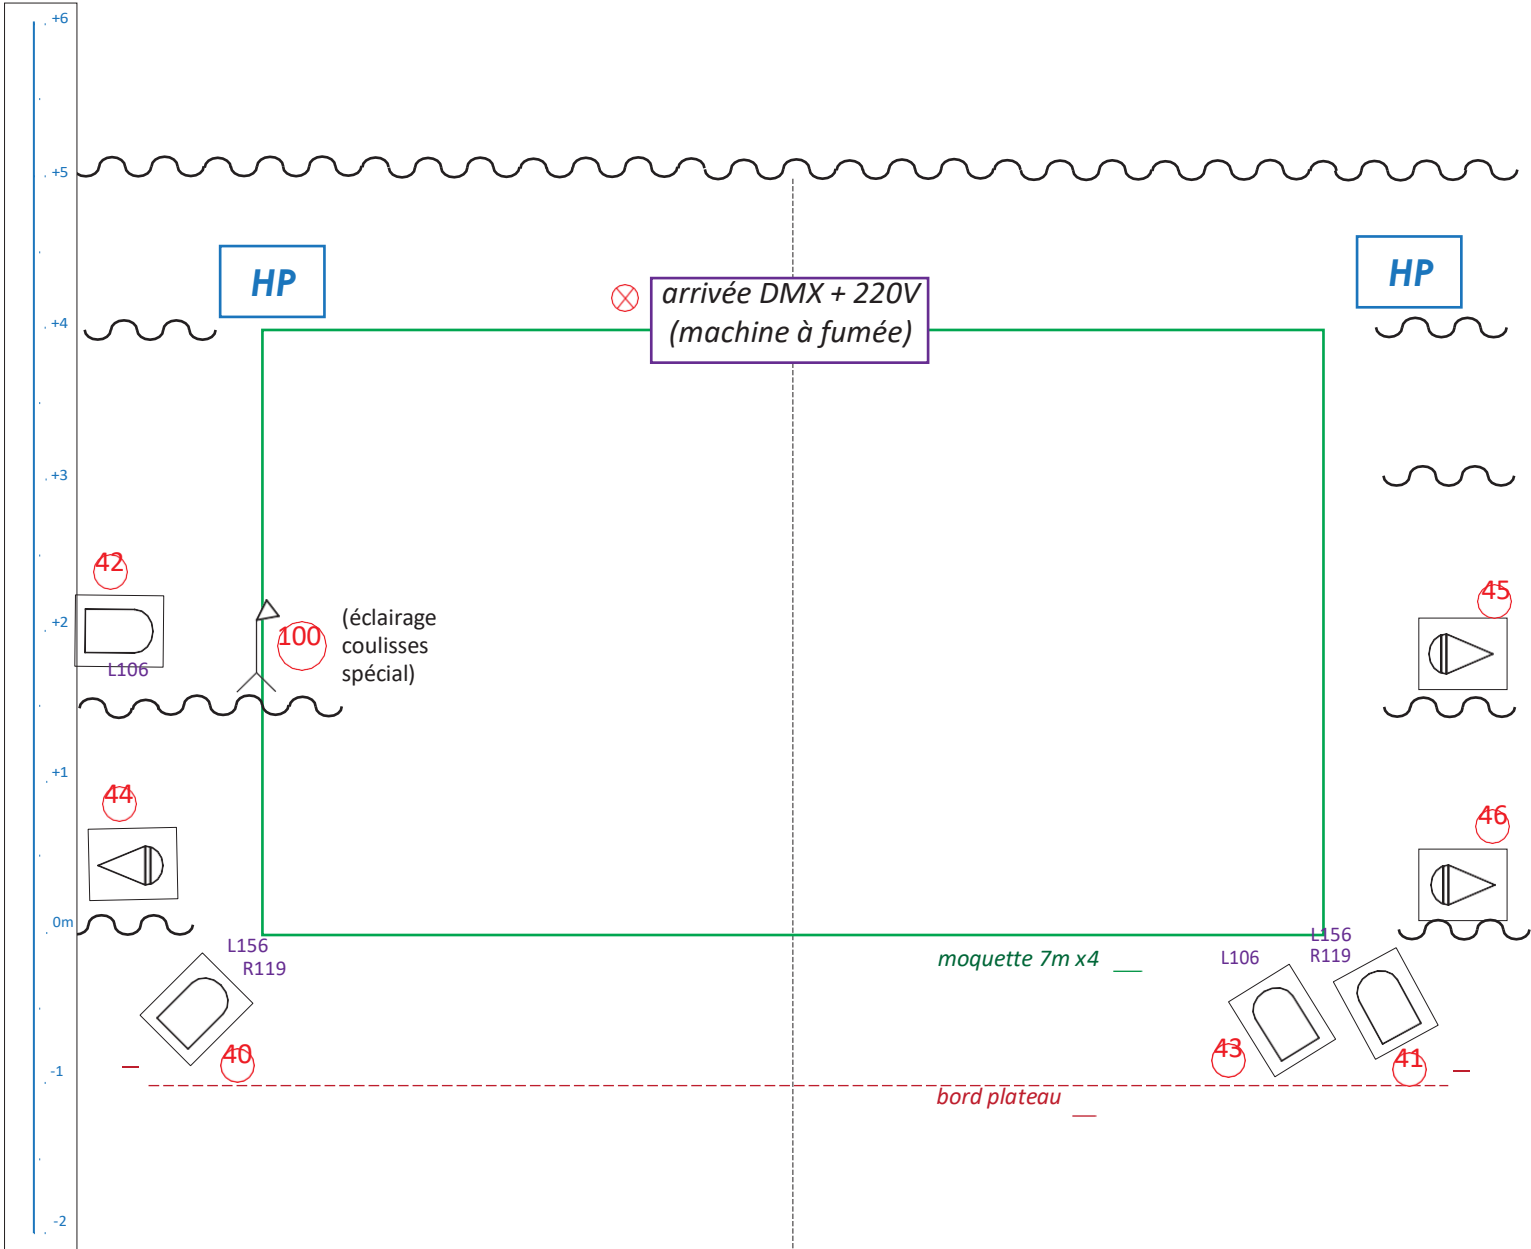 +6
+5
HP
HP
arrivée DMX + 220V
(machine à fumée)
+4
+3
42
45
+2
100
(éclairage
coulisses
spécial)
L106
+1
44
46
0m
L156
R119
L156
R119
L106
moquette 7m x4
40
43
41
-1
bord plateau
-2